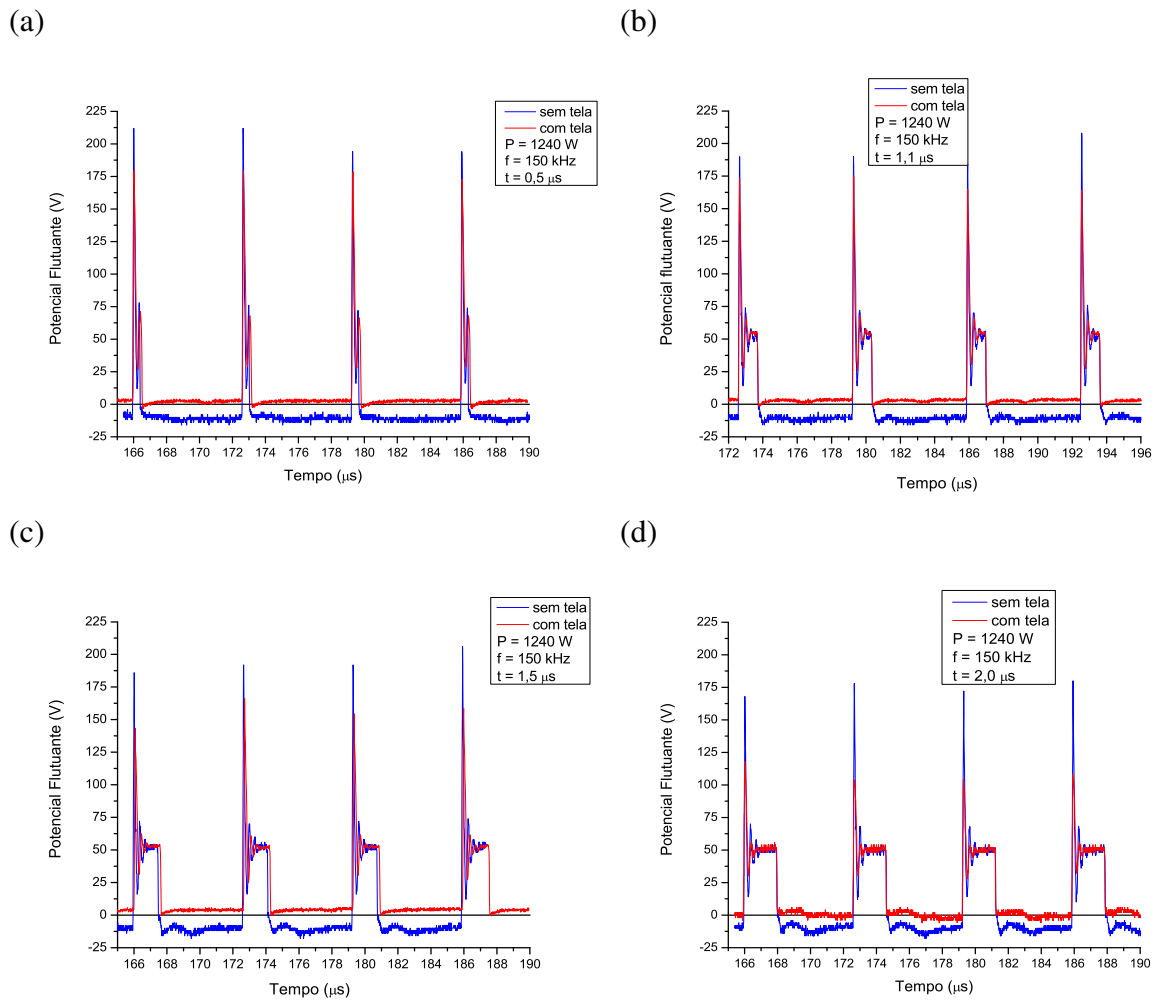 (a)
sem tela
com tela
P = 1240 W
f = 150 kHz
t = 0,5 μs
Potencial Flutuante (V)
225
200
175
150
125
100
75
50
25
0
-25
166 168 170 172 174 176 178 180 182 184 186 188 190
Tempo (μs)
(b)
sem tela
com tela
P = 1240 W
f = 150 kHz
t = 1,1 μs
Potencial flutuante (V)
225
200
175
150
125
100
75
50
25
0
-25
172 174 176 178 180 182 184 186 188 190 192 194 196
Tempo (μs)
(c)
sem tela
com tela
P = 1240 W
f = 150 kHz
t = 1,5 μs
Potencial Flutuante (V)
225
200
175
150
125
100
75
50
25
0
-25
166 168 170 172 174 176 178 180 182 184 186 188 190
Tempo (μs)
(d)
sem tela
com tela
P = 1240 W
f = 150 kHz
t = 2,0 μs
Potencial Flutuante (V)
225
200
175
150
125
100
75
50
25
0
-25
166 168 170 172 174 176 178 180 182 184 186 188 190
Tempo (μs)